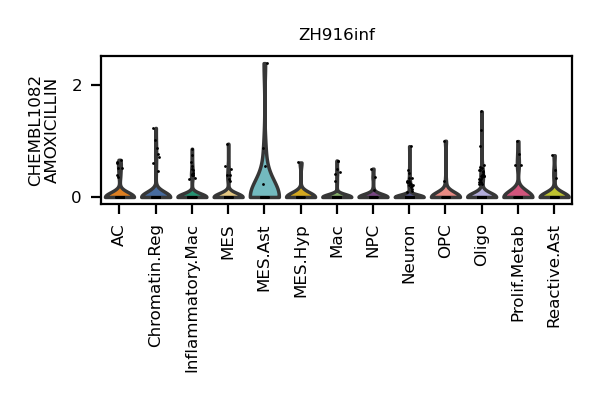 ZH916inf
CHEMBL1082
AMOXICILLIN
2
0
AC
Chromatin.Reg
Inflammatory.Mac
MES
MES.Ast
MES.Hyp
Mac
NPC
Neuron
OPC
Oligo
Prolif.Metab
Reactive.Ast